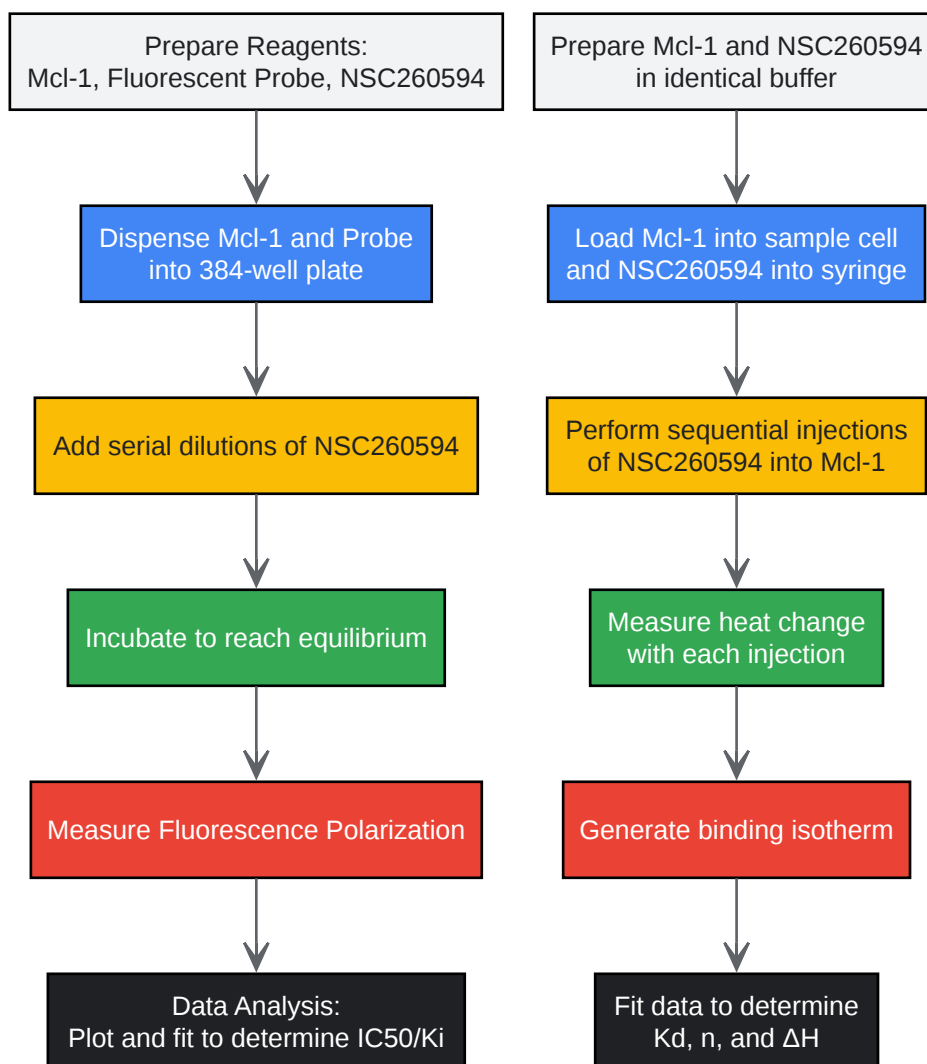 Prepare Reagents:
Mcl-1, Fluorescent Probe, NSC260594
Dispense Mcl-1 and Probe
into 384-well plate
Add serial dilutions of NSC260594
Incubate to reach equilibrium
Measure Fluorescence Polarization
Data Analysis:
Plot and fit to determine IC50/Ki
Prepare Mcl-1 and NSC260594
in identical buffer
Load Mcl-1 into sample cell
and NSC260594 into syringe
Perform sequential injections
of NSC260594 into Mcl-1
Measure heat change
with each injection
Generate binding isotherm
Fit data to determine
Kd, n, and ΔH